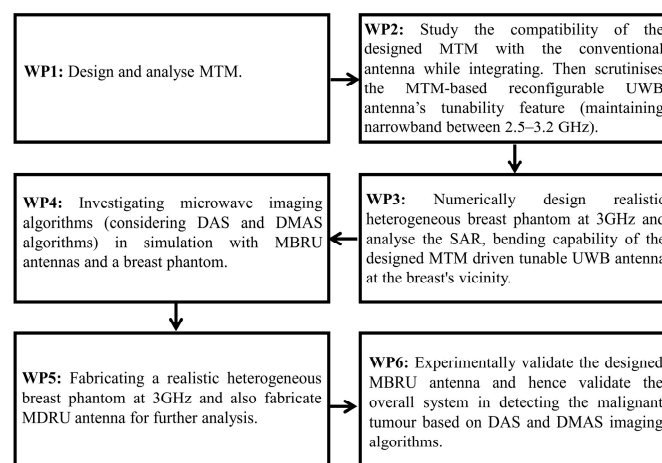 WP1: Design and analyse MTM.
WP2: Study the compatibility of the
designed MTM with the conventional
antenna while integrating. Then scrutinises
the MTM-based reconfigurable UWB
antenna's tunability feature (maintaining
narrowband between 2.5–3.2 GHz).
WP3: Numerically design realistic
heterogeneous breast phantom at 3GHz and
analyse the SAR, bending capability of the
designed MTM driven tunable UWB antenna
at the breast's vicinity.
WP4: Investigating microwave imaging
algorithms (considering DAS and DMAS
algorithms) in simulation with MBRU
antennas and a breast phantom.
WP5: Fabricating a realistic heterogeneous
breast phantom at 3GHz and also fabricate
MDRU antenna for further analysis.
WP6: Experimentally validate the designed
MBRU antenna and hence validate the
overall system in detecting the malignant
tumour based on DAS and DMAS imaging
algorithms.